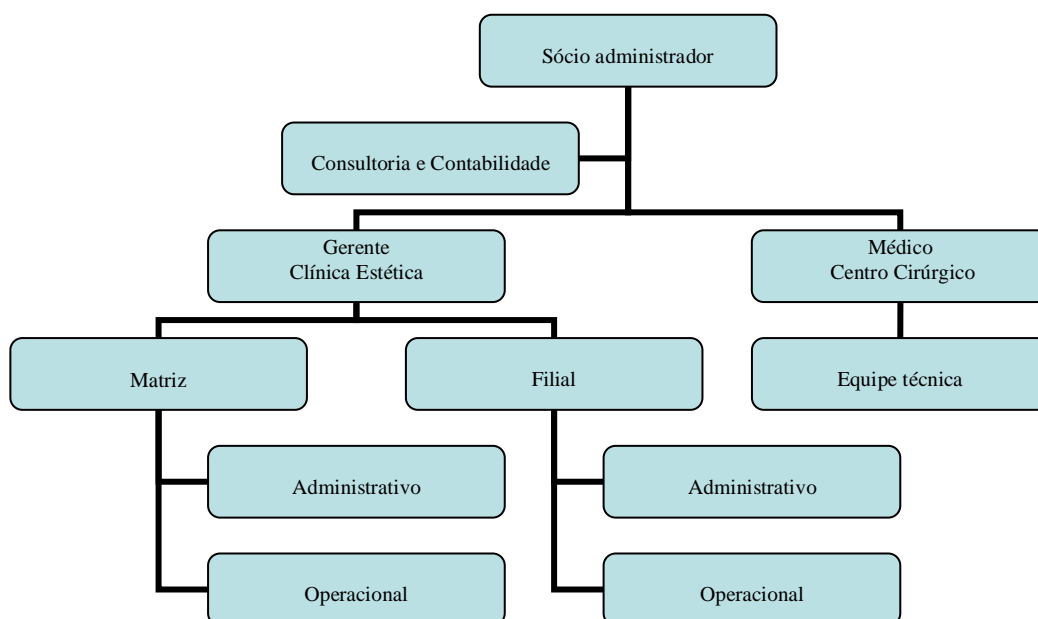 Sócio administrador
Consultoria e Contabilidade
Gerente
Clínica Estética
Médico
Centro Cirúrgico
Matriz
Filial
Equipe técnica
Administrativo
Administrativo
Operacional
Operacional